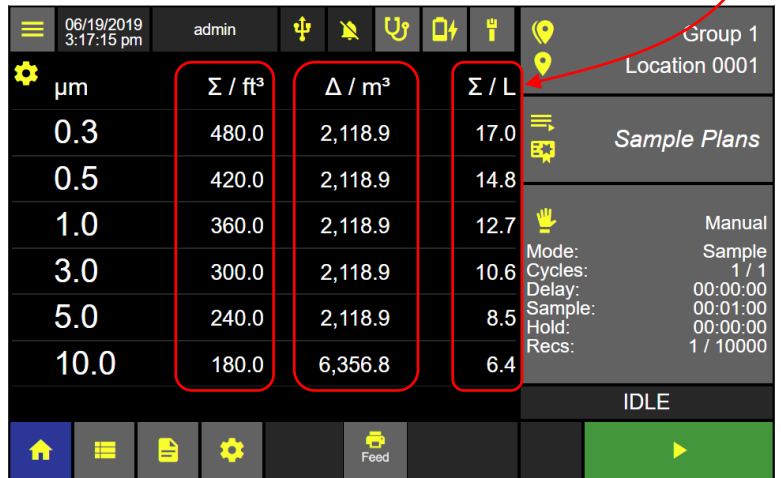 06/19/2019
3:17:15 pm
admin
Group 1
Location 0001
µm Σ / ft³ Δ / m³ Σ / L
0.3 480.0 2,118.9 17.0
0.5 420.0 2,118.9 14.8
1.0 360.0 2,118.9 12.7
3.0 300.0 2,118.9 10.6
5.0 240.0 2,118.9 8.5
10.0 180.0 6,356.8 6.4
Sample Plans
Manual
Mode: Sample
Cycles: 1 / 1
Delay: 00:00:00
Sample: 00:01:00
Hold: 00:00:00
Recs: 1 / 10000
IDLE
Feed